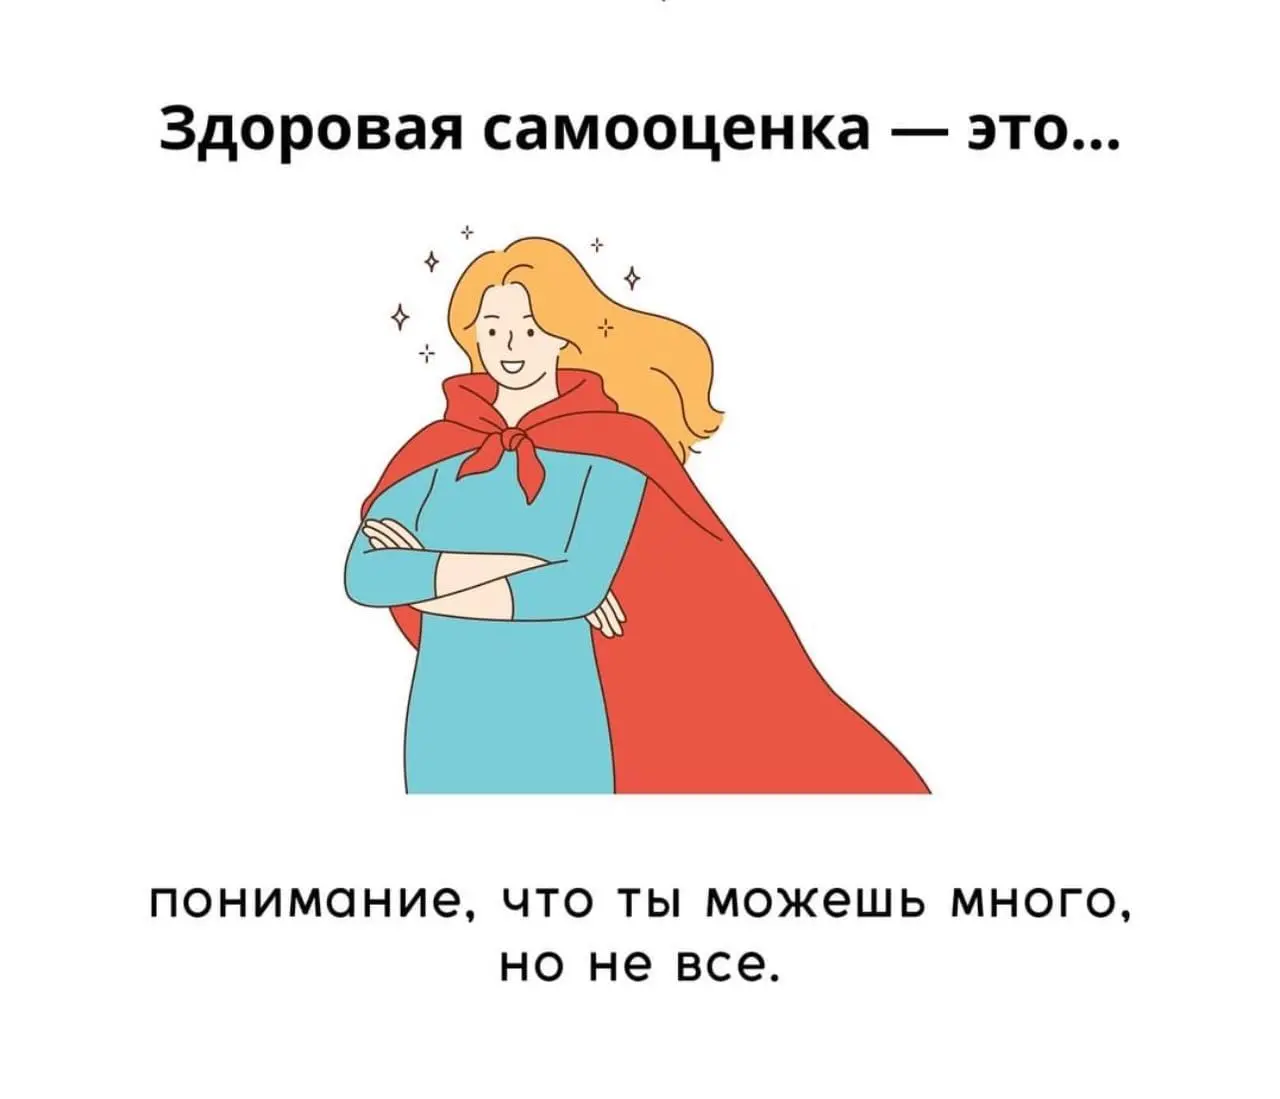 Здоровая самооценка — это...
понимание, что ты можешь много,
но не все.